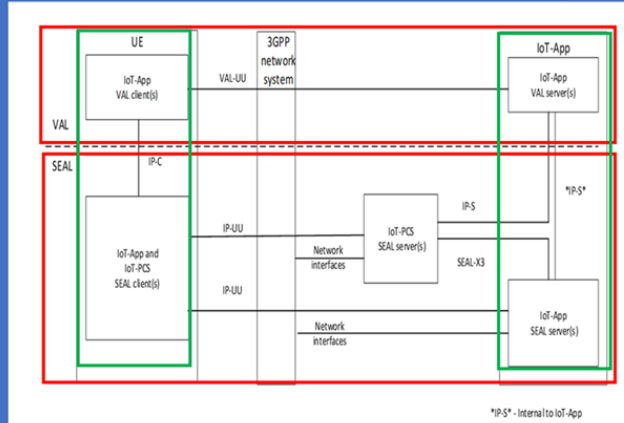 UE
3GPP
network
system
IoT-App
IoT-App
VAL client(s)
VAL-UU
IoT-App
VAL server(s)
VAL
SEAL
IP-C
IP-S
*IP-S*
IoT-App and
IoT-PCS
SEAL client(s)
IP-UU
IoT-PCS
SEAL server(s)
Network
interfaces
SEAL-X3
IP-UU
IoT-App
SEAL server(s)
Network
interfaces
*IP-S* - Internal to IoT-App